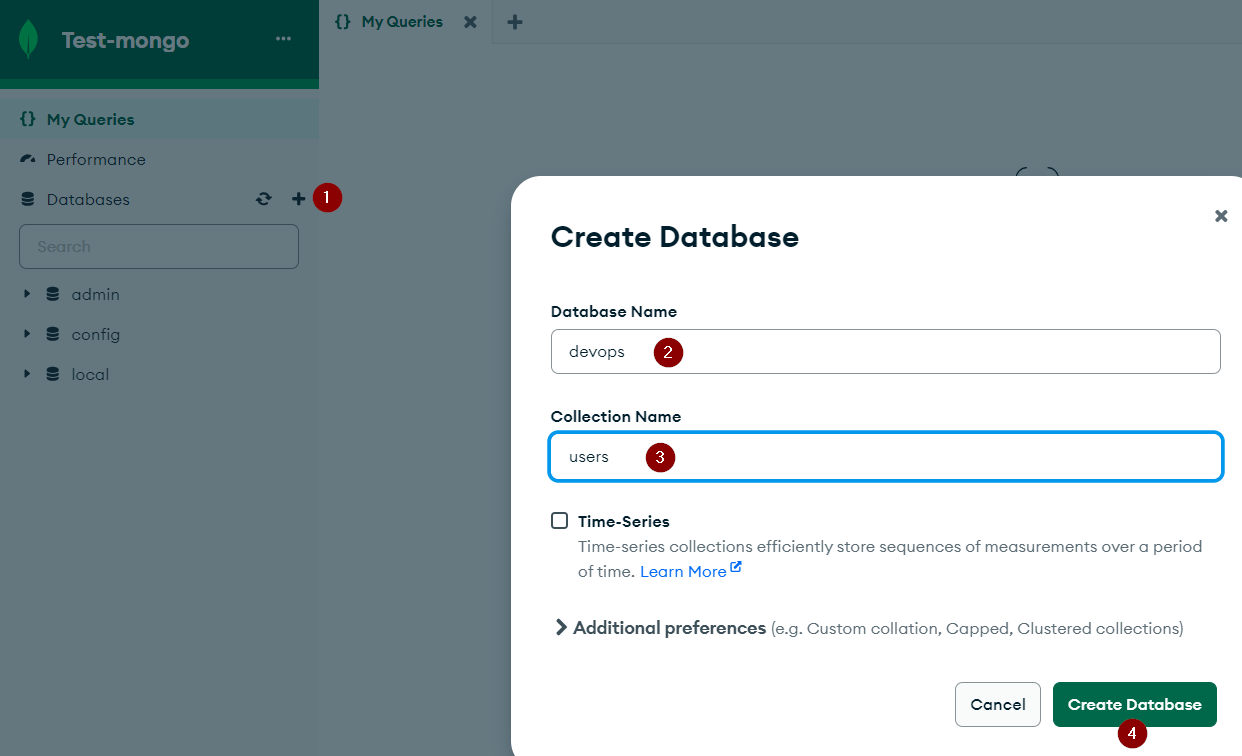 Test-mongo
My Queries
My Queries
Performance
Databases
1
Search
admin
config
local
Create Database
Database Name
devops 2
Collection Name
users 3
Time-Series
Time-series collections efficiently store sequences of measurements over a period
of time. Learn More
Additional preferences (e.g. Custom collation, Capped, Clustered collections)
Cancel
Create Database
4